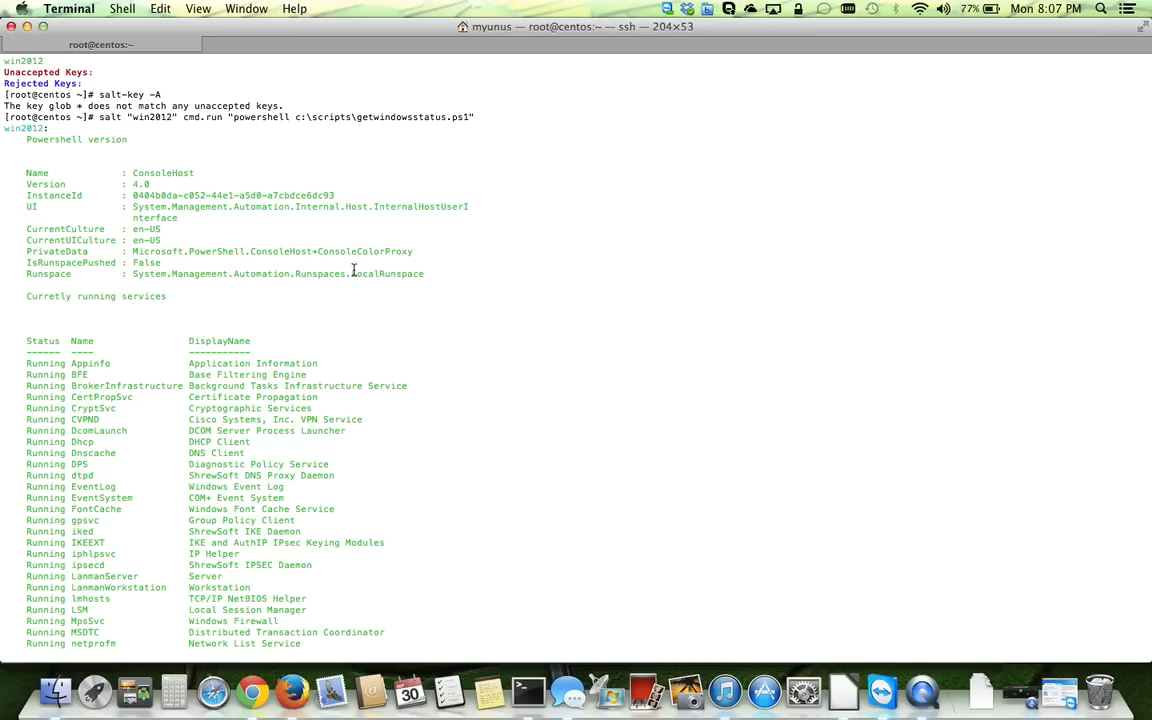 Terminal Shell Edit View Window Help 77% Mon 8:07 PM
myunus — root@centos:~ — ssh — 204×53
root@centos:~
win2012
Unaccepted Keys:
Rejected Keys:
[root@centos ~]# salt-key -A
The key glob * does not match any unaccepted keys.
[root@centos ~]# salt "win2012" cmd.run "powershell c:\scripts\getwindowsstatus.ps1"
win2012:
Powershell version
Name : ConsoleHost
Version : 4.0
InstanceId : 0404b0da-c052-44e1-a5d0-a7cbdce6dc93
UI : System.Management.Automation.Internal.Host.InternalHostUserI
nterface
CurrentCulture : en-US
CurrentUICulture : en-US
PrivateData : Microsoft.PowerShell.ConsoleHost+ConsoleColorProxy
IsRunspacePushed : False
Runspace : System.Management.Automation.Runspaces.LocalRunspace
Curretly running services
Status Name DisplayName
------ ---- -----------
Running Appinfo Application Information
Running BFE Base Filtering Engine
Running BrokerInfrastructure Background Tasks Infrastructure Service
Running CertPropSvc Certificate Propagation
Running CryptSvc Cryptographic Services
Running CVPND Cisco Systems, Inc. VPN Service
Running DcomLaunch DCOM Server Process Launcher
Running Dhcp DHCP Client
Running Dnscache DNS Client
Running DPS Diagnostic Policy Service
Running dtpd ShrewSoft DNS Proxy Daemon
Running EventLog Windows Event Log
Running EventSystem COM+ Event System
Running FontCache Windows Font Cache Service
Running gpsvc Group Policy Client
Running iked ShrewSoft IKE Daemon
Running IKEEXT IKE and AuthIP IPsec Keying Modules
Running iphlpsvc IP Helper
Running ipsecd ShrewSoft IPSEC Daemon
Running LanmanServer Server
Running LanmanWorkstation Workstation
Running lmhosts TCP/IP NetBIOS Helper
Running LSM Local Session Manager
Running MpsSvc Windows Firewall
Running MSDTC Distributed Transaction Coordinator
Running netprofm Network List Service
30